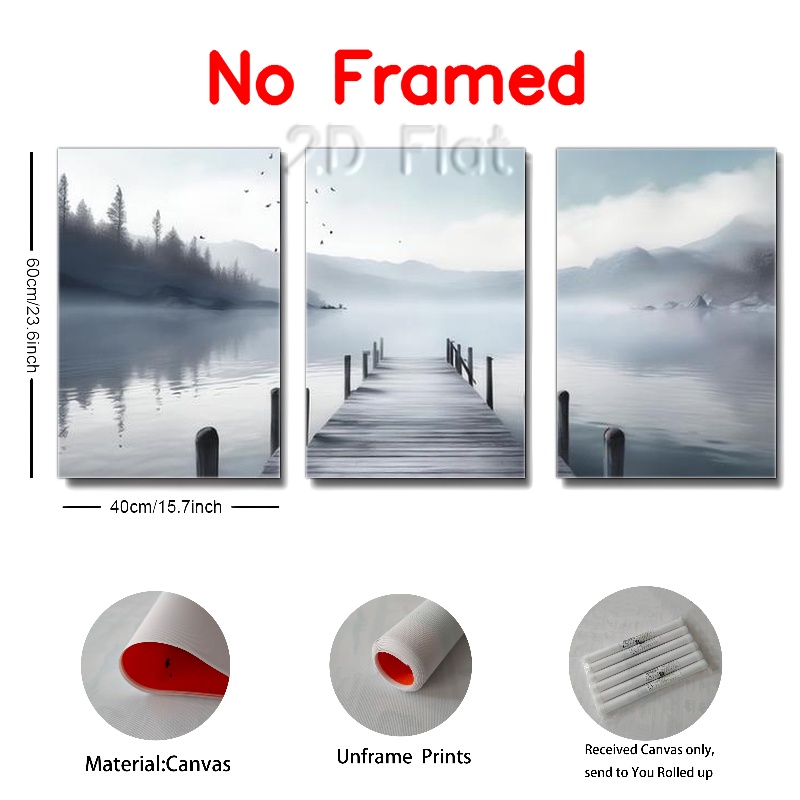 No Framed
2D Flat
60cm/23.6inch
40cm/15.7inch
Material:Canvas
Unframe Prints
Received Canvas only,
send to You Rolled up